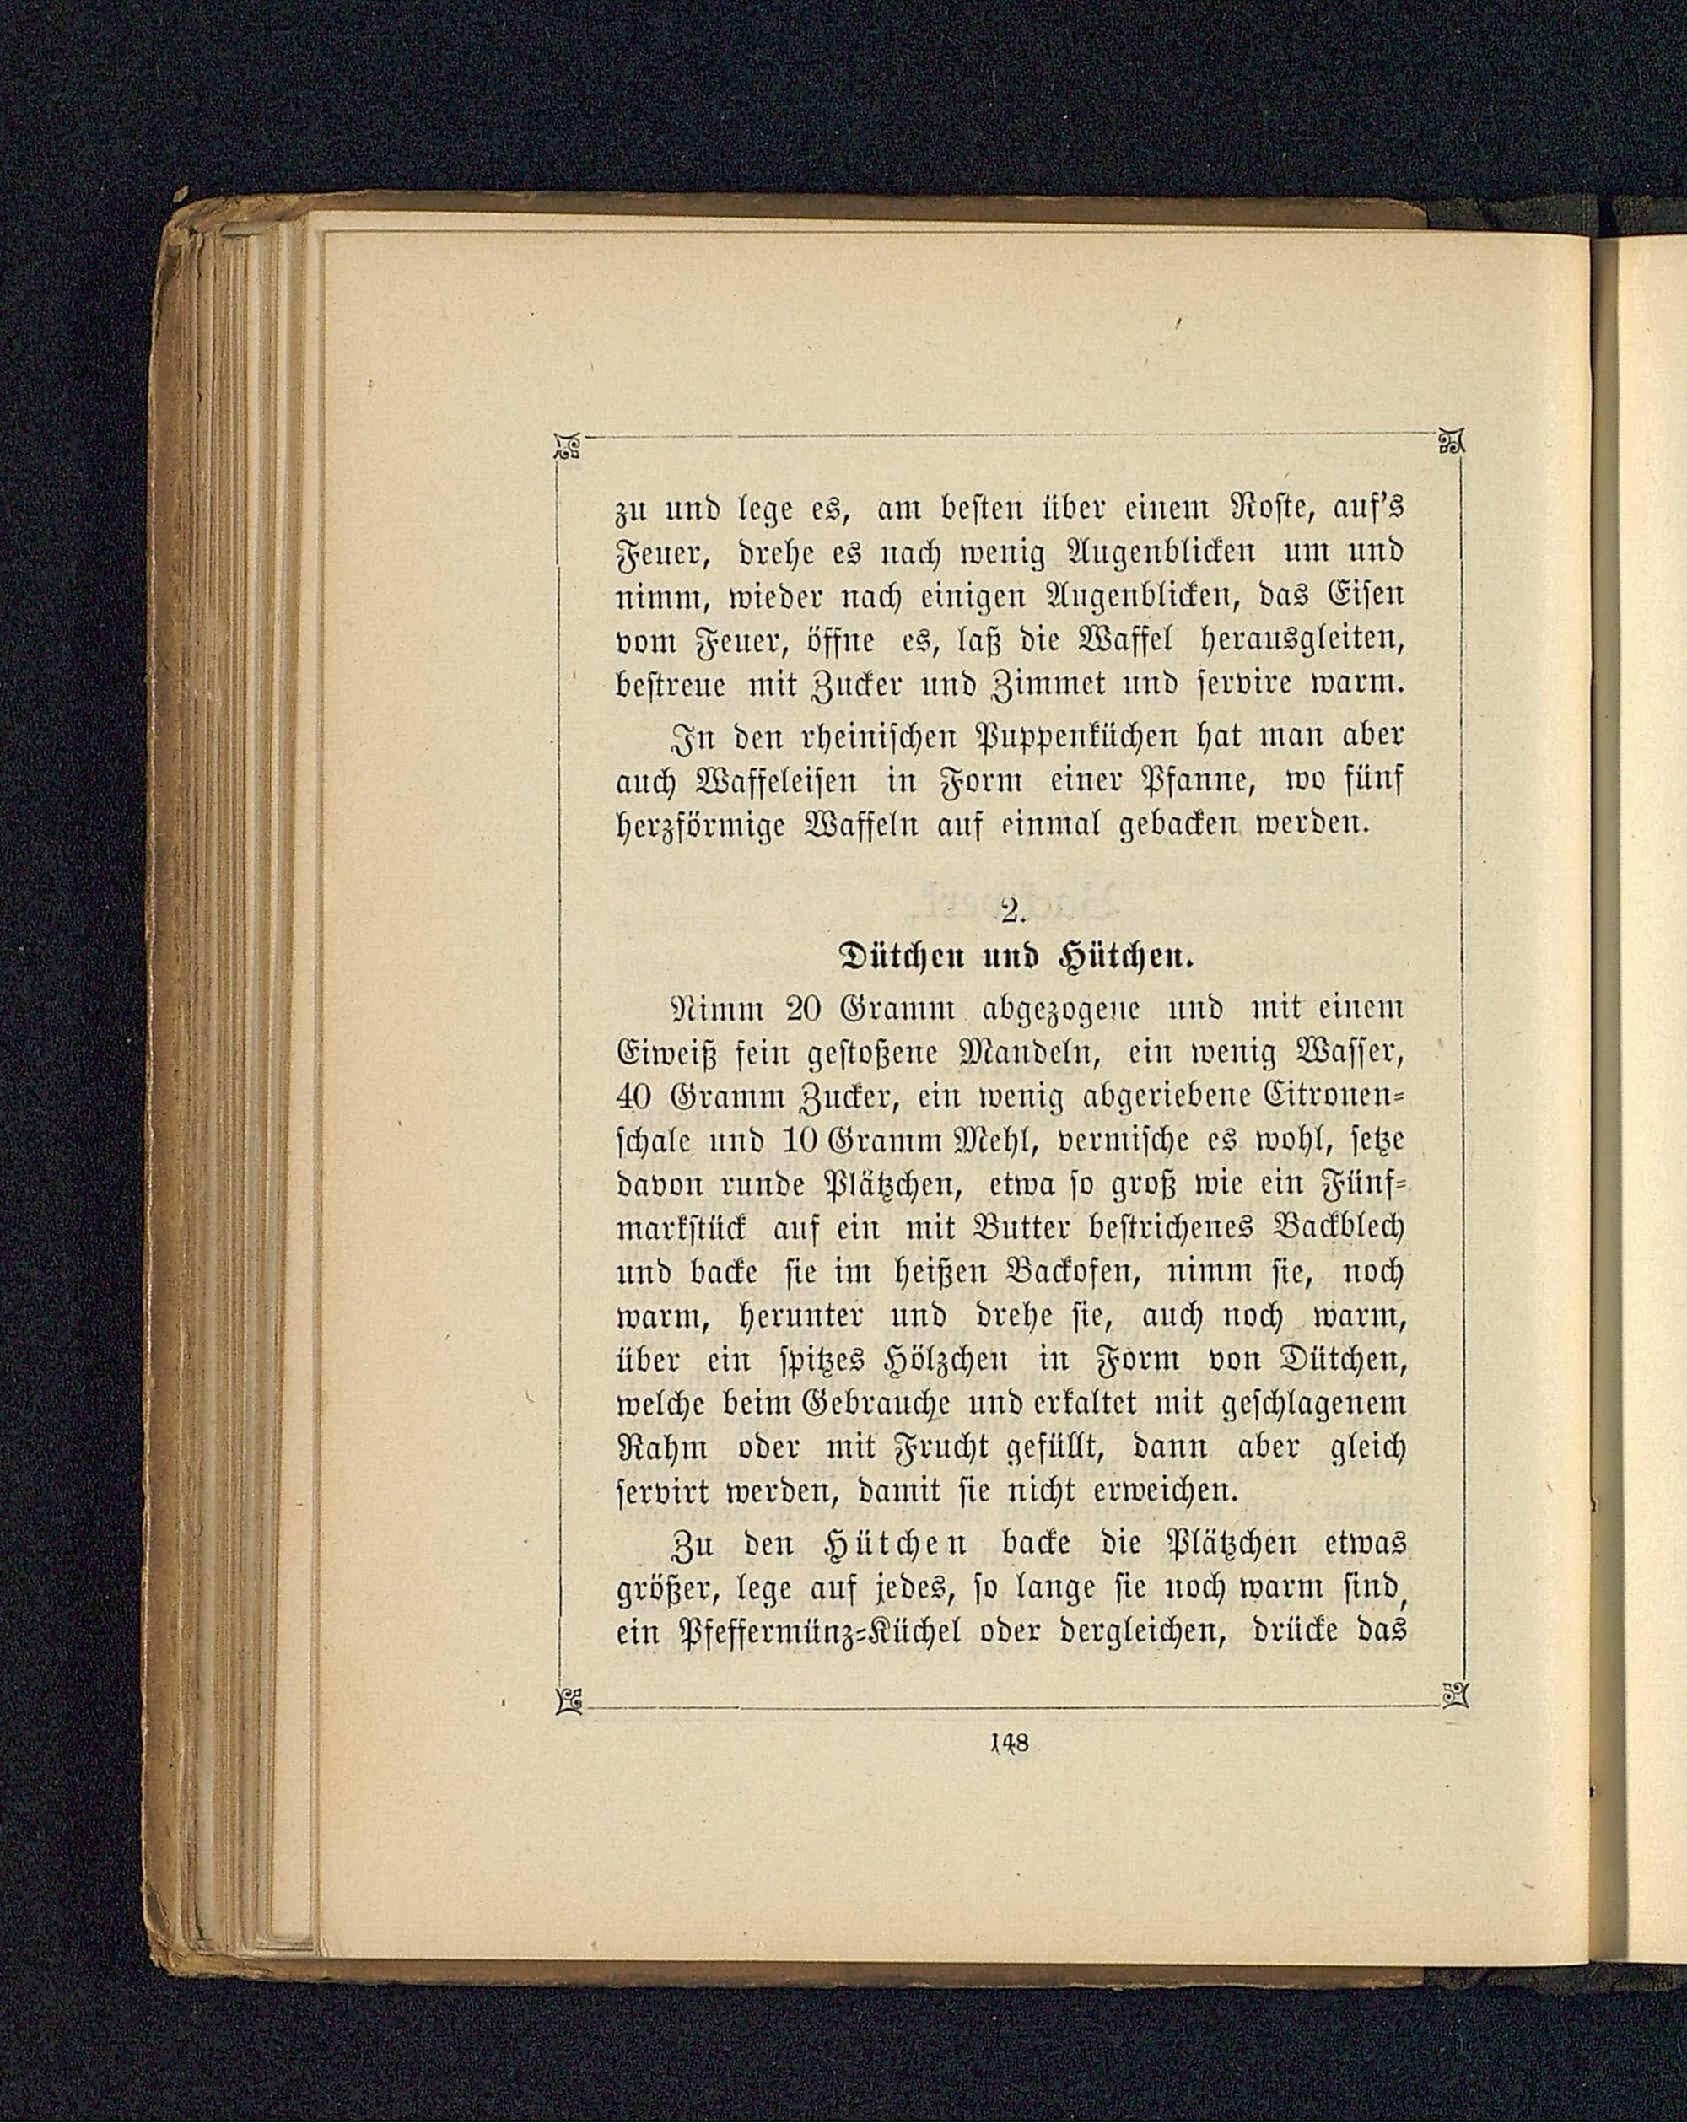 zu und lege es, am besten über einem Roste, auf's
Feuer, drehe es nach wenig Augenblicken um und
nimm, wieder nach einigen Augenblicken, das Eisen
vom Feuer, öffne es, laß die Waffel herausgleiten,
bestreue mit Zucker und Zimmet und servire warm.
In den rheinischen Puppenküchen hat man aber
auch Waffeleisen in Form einer Pfanne, wo fünf
herzförmige Waffeln auf einmal gebacken werden.
2.
Dütchen und Hütchen.
Nimm 20 Gramm abgezogene und mit einem
Eiweiß fein gestoßene Mandeln, ein wenig Wasser,
40 Gramm Zucker, ein wenig abgeriebene Citronen-
schale und 10 Gramm Mehl, vermische es wohl, setze
davon runde Plätzchen, etwa so groß wie ein Fünf-
markstück auf ein mit Butter bestrichenes Backblech
und backe sie im heißen Backofen, nimm sie, noch
warm, herunter und drehe sie, auch noch warm,
über ein spitzes Hölzchen in Form von Dütchen,
welche beim Gebrauche und erkaltet mit geschlagenem
Rahm oder mit Frucht gefüllt, dann aber gleich
servirt werden, damit sie nicht erweichen.
Zu den Hütchen backe die Plätzchen etwas
größer, lege auf jedes, so lange sie noch warm sind,
ein Pfeffermünz-Küchel oder dergleichen, drücke das
148